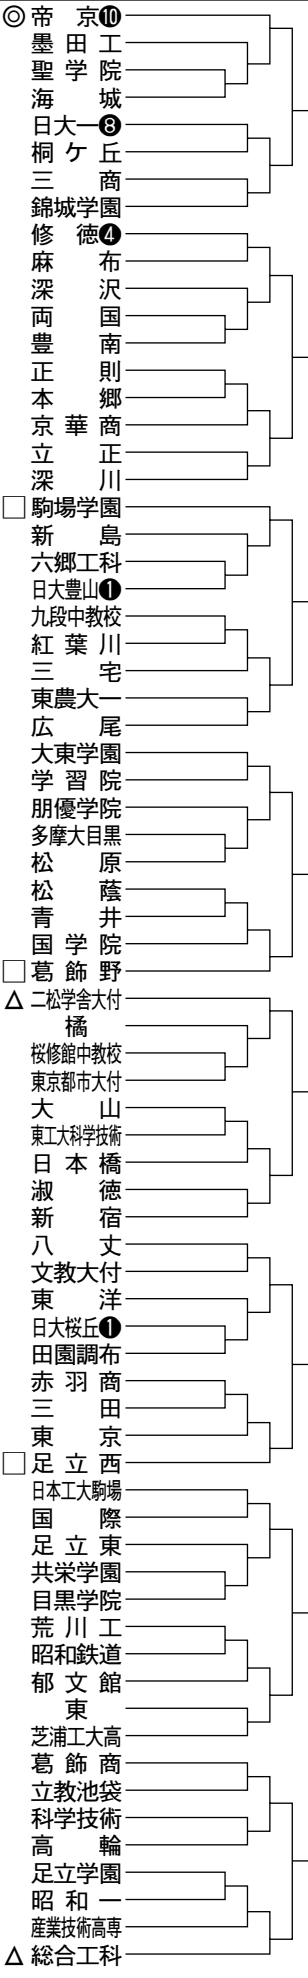 ◎帝京❿
墨田工
聖学院
海城
日大一❽
桐ケ丘
三商
錦城学園
修徳❹
麻布
深沢
両国
豊南
正則
本郷
京華商
立正
深川
□駒場学園
新島
六郷工科
日大豊山❶
九段中教校
紅葉川
三宅
東農大一
広尾
大東学園
学習院
朋優学院
多摩大目黒
松原
松蔭
青井
国学院
□葛飾野
△二松学舎大付
橘
桜修館中教校
東京都市大付
大山
東工大科学技術
日本橋
淑徳
新宿
八丈
文教大付
東洋
日大桜丘❶
田園調布
赤羽商
三田
東京
□足立西
日本工大駒場
国際
足立東
共栄学園
目黒学院
荒川工
昭和鉄道
郁文館
東
芝浦工大高
葛飾商
立教池袋
科学技術
高輪
足立学園
昭和一
産業技術高専
△総合工科